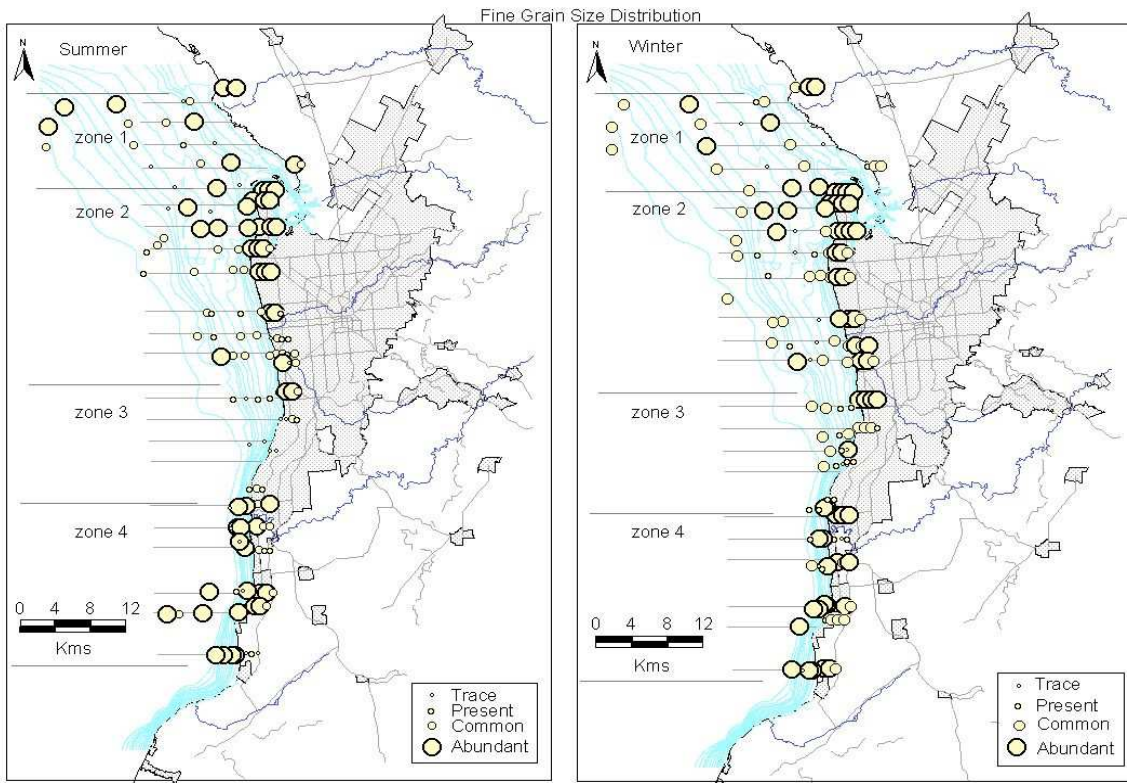 Fine Grain Size Distribution
N
Summer
zone 1
zone 2
zone 3
zone 4
0 4 8 12
Kms
Trace
Present
Common
Abundant
N
Winter
zone 1
zone 2
zone 3
zone 4
0 4 8 12
Kms
Trace
Present
Common
Abundant